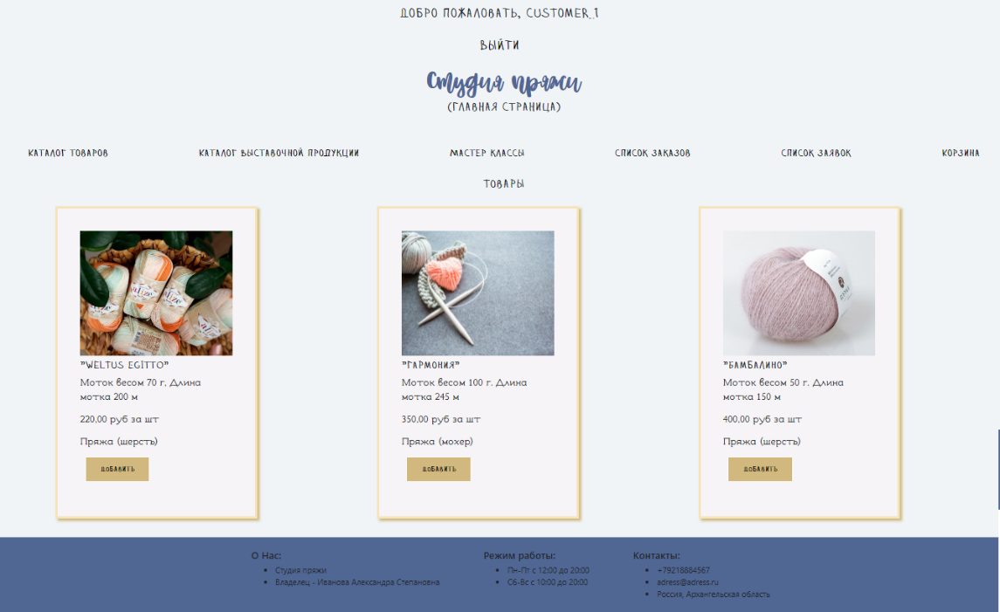 ДОБРО ПОЖАЛОВАТЬ, CUSTOMER_1
ВЫЙТИ
Студия пряжи
(ГЛАВНАЯ СТРАНИЦА)
КАТАЛОГ ТОВАРОВ КАТАЛОГ ВЫСТАВОЧНОЙ ПРОДУКЦИИ МАСТЕР КЛАССЫ СПИСОК ЗАКАЗОВ СПИСОК ЗАЯВОК КОРЗИНА
ТОВАРЫ
alize
alize
alize
"WELTUS EGITTO"
Моток весом 70 г. Длина
мотка 200 м
220,00 руб за шт
Пряжа (шерсть)
ДОБАВИТЬ
"ГАРМОНИЯ"
Моток весом 100 г. Длина
мотка 245 м
350,00 руб за шт
Пряжа (мохер)
ДОБАВИТЬ
"БАМБАЛИНО"
Моток весом 50 г. Длина
мотка 150 м
400,00 руб за шт
Пряжа (шерсть)
ДОБАВИТЬ
О Нас:
Студия пряжи
Владелец - Иванова Александра Степановна
Режим работы:
Пн-Пт с 12:00 до 20:00
Сб-Вс с 10:00 до 20:00
Контакты:
+79218884567
adress@adress.ru
Россия, Архангельская область